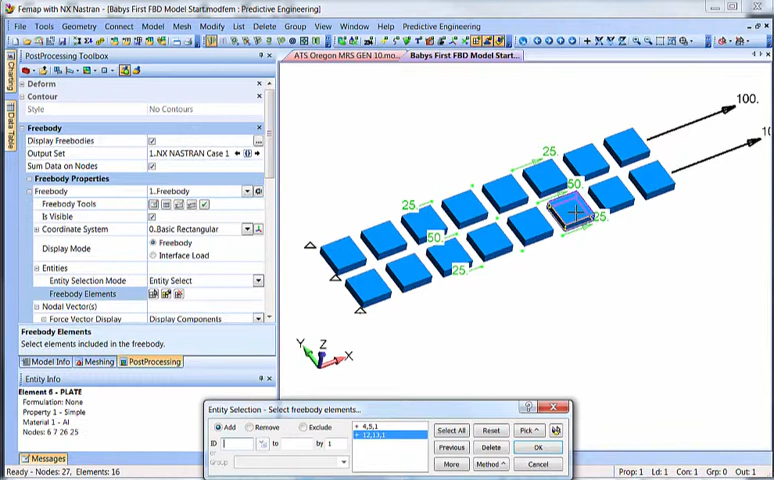 Femap with NX Nastran - [Babys First FBD Model Start.modfem : Predictive Engineering]
File Tools Geometry Connect Model Mesh Modify List Delete Group View Window Help Predictive Engineering
Charting
Data Table
PostProcessing Toolbox
ATS Oregon MRS GEN 10.mo...
Babys First FBD Model Start...
Deform
Contour
Style No Contours
Freebody
Display Freebodies
Output Set 1..NX NASTRAN Case 1
Sum Data on Nodes
Freebody Properties
Freebody 1..Freebody
Freebody Tools
Is Visible
Coordinate System 0..Basic Rectangular
Display Mode Freebody
Interface Load
Entities
Entity Selection Mode Entity Select
Freebody Elements
Nodal Vector(s)
Force Vector Display Display Components
Freebody Elements
Select elements included in the freebody.
Model Info Meshing PostProcessing
Entity Info
Element 6 - PLATE
Formulation: None
Property 1 - Simple
Material 1 - Al
Nodes: 6 7 26 25
Messages
Ready - Nodes: 27, Elements: 16
Prop: 1 Ld: 1 Con: 1 Grp: 0 Out: 1
100.
10
25.
50.
25.
25.
50.
25.
Y Z X
Entity Selection - Select freebody elements...
Add Remove Exclude
ID to by 1
or
Group
+ 4,5,1
+ 12,13,1
Select All Reset Pick ^
Previous Delete OK
More Method ^ Cancel